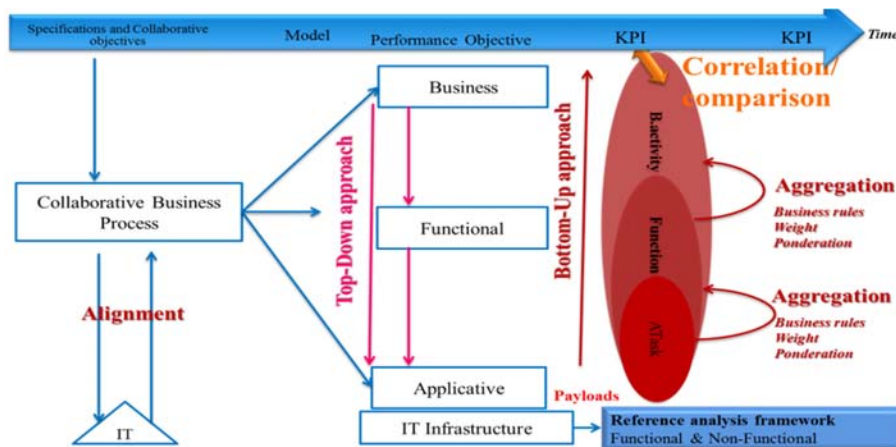 Specifications and Collaborative
objectives
Model
Performance Objective
KPI
KPI
Time
Correlation/
comparison
Business
B.activity
Top-Down approach
Bottom-Up approach
Collaborative Business
Process
Functional
Function
Aggregation
Business rules
Weight
Ponderation
Alignment
Aggregation
Business rules
Weight
Ponderation
ATask
Applicative
Payloads
IT
IT Infrastructure
Reference analysis framework
Functional & Non-Functional